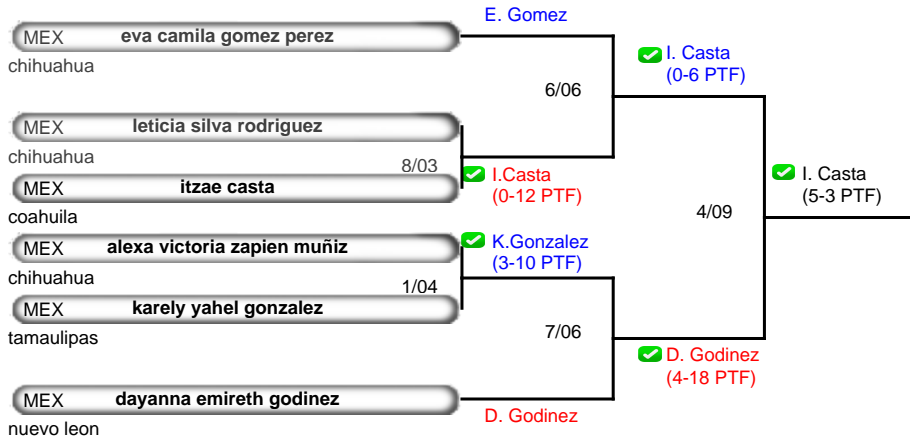 E. Gomez
MEX eva camila gomez perez
chihuahua
I. Casta
(0-6 PTF)
6/06
MEX leticia silva rodriguez
chihuahua
8/03
I.Casta
(0-12 PTF)
MEX itzae casta
coahuila
I. Casta
(5-3 PTF)
4/09
MEX alexa victoria zapien muñiz
chihuahua
K.Gonzalez
(3-10 PTF)
1/04
MEX karely yahel gonzalez
tamaulipas
7/06
D. Godinez
(4-18 PTF)
MEX dayanna emireth godinez
nuevo leon
D. Godinez